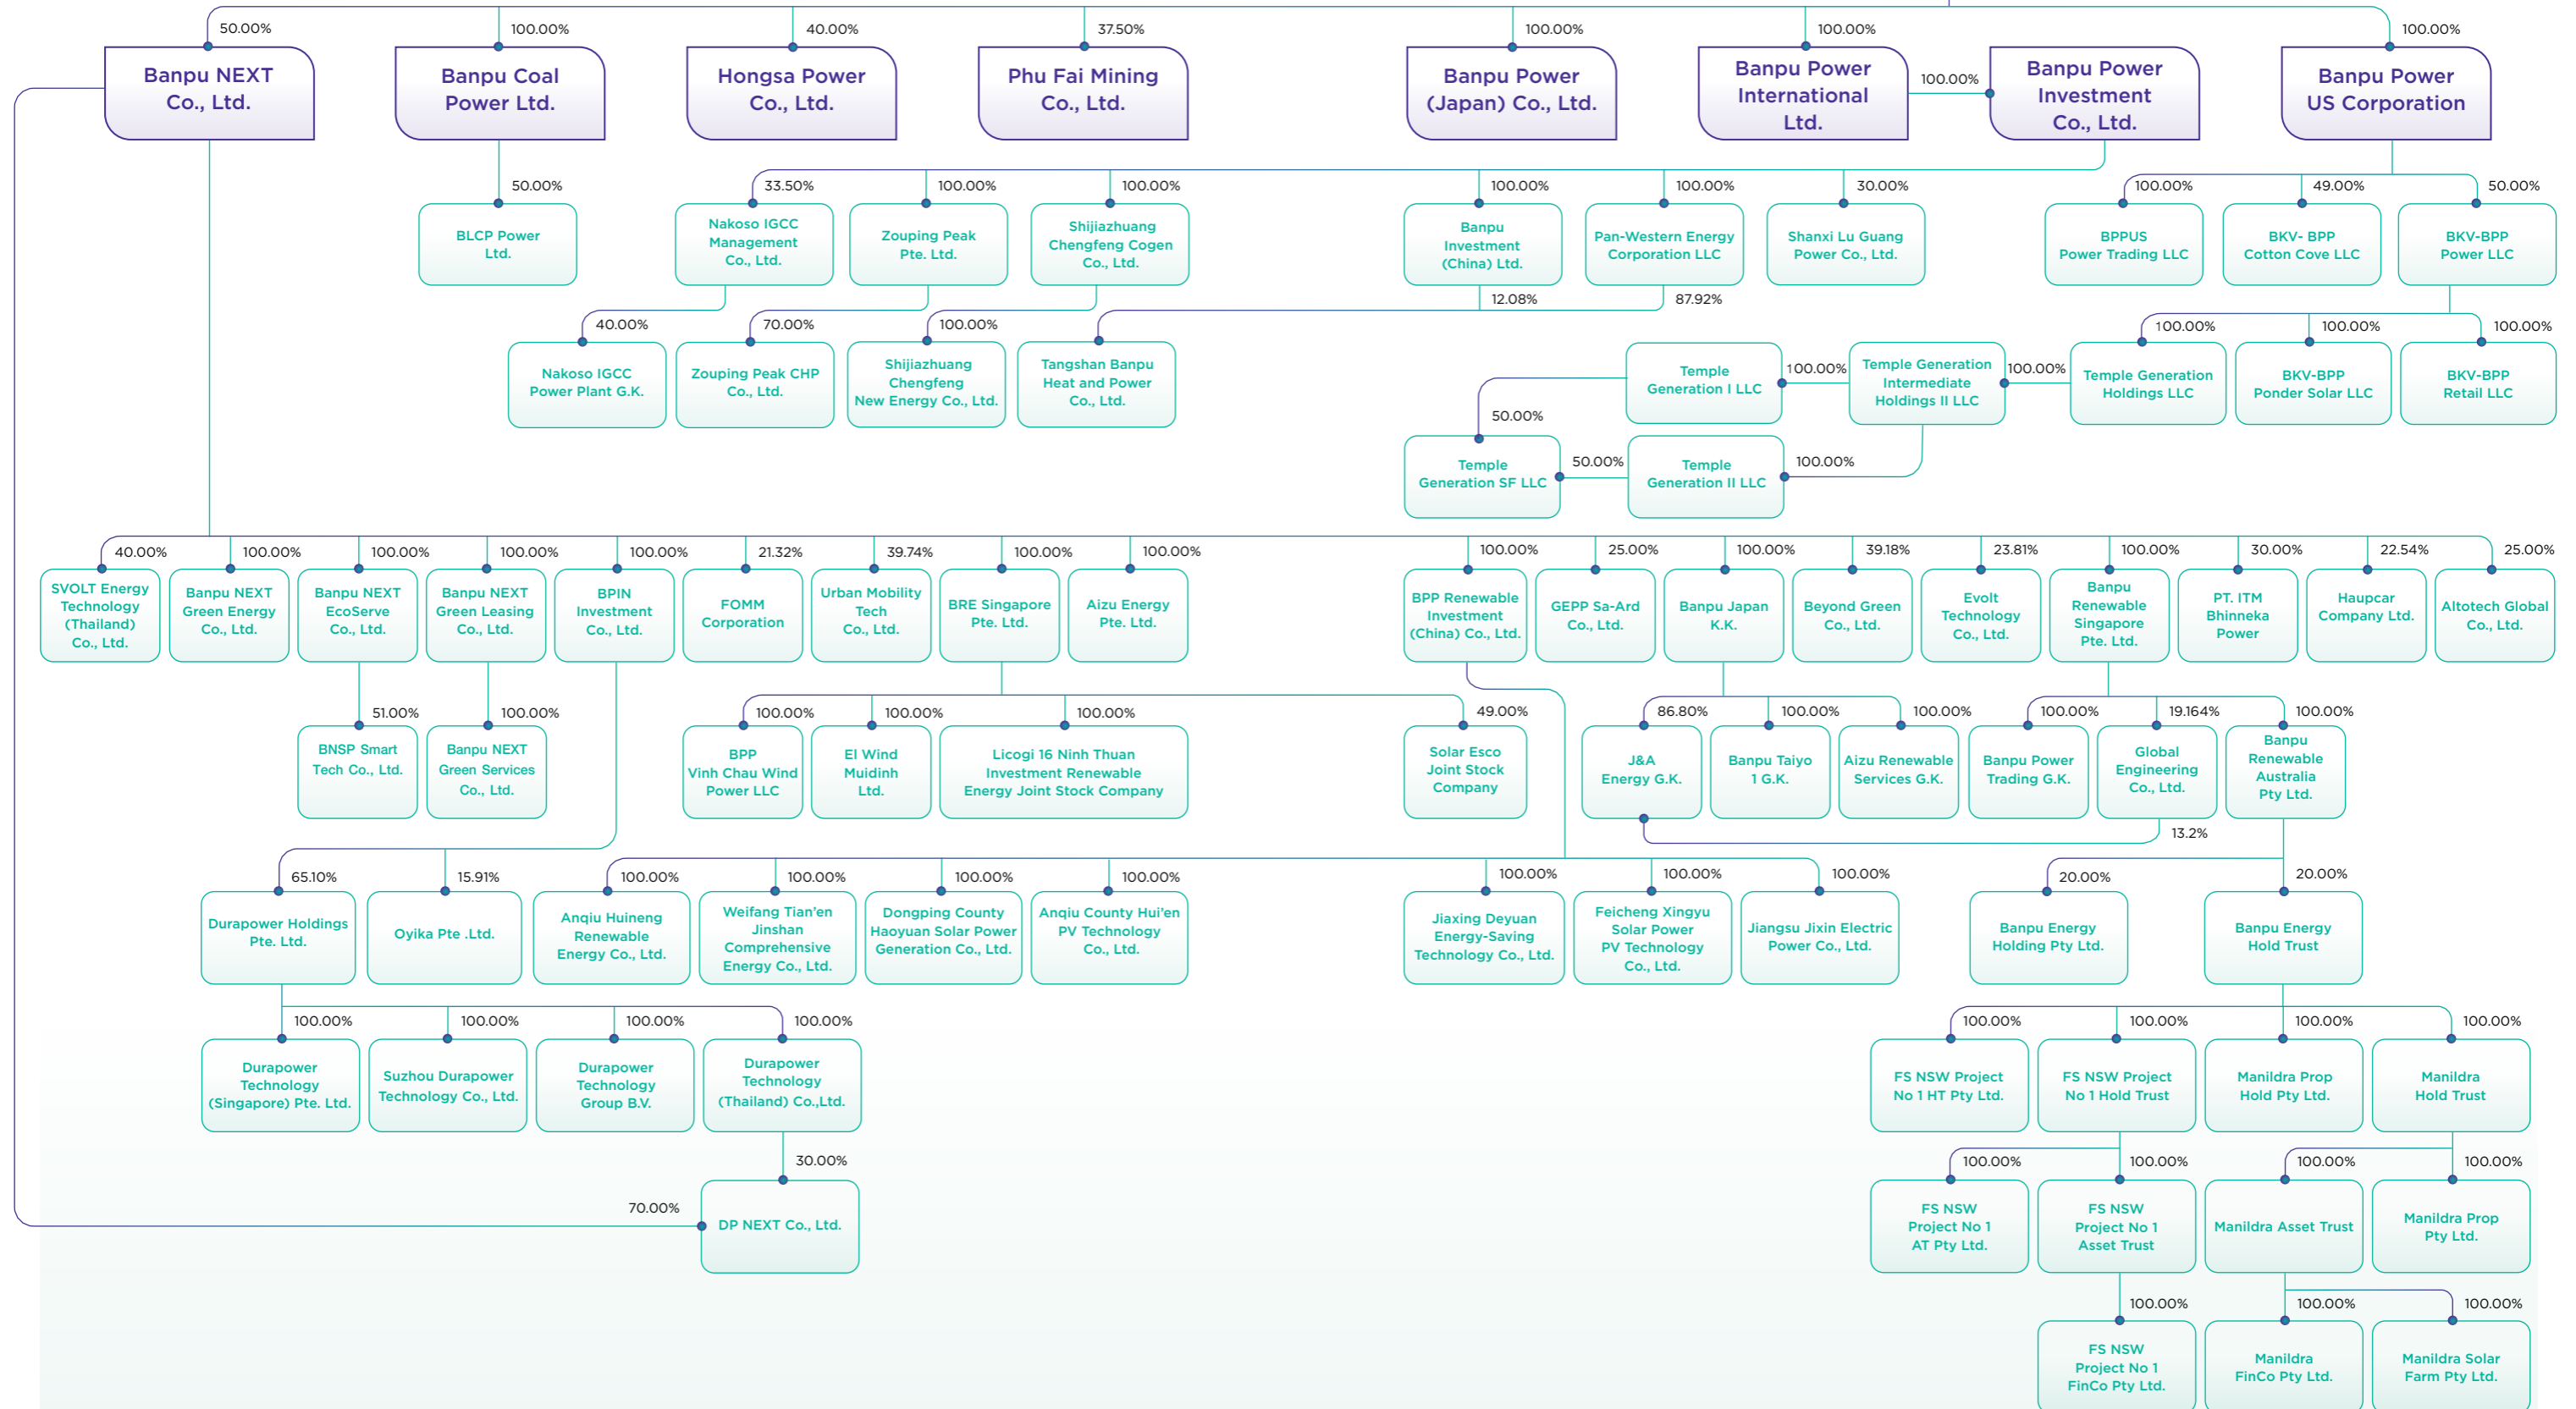 50.00%
100.00%
40.00%
37.50%
100.00%
100.00%
100.00%
Banpu NEXT
Co., Ltd.
Banpu Coal
Power Ltd.
Hongsa Power
Co., Ltd.
Phu Fai Mining
Co., Ltd.
Banpu Power
(Japan) Co., Ltd.
Banpu Power
International
Ltd.
100.00%
Banpu Power
Investment
Co., Ltd.
Banpu Power
US Corporation
50.00%
33.50%
100.00%
100.00%
100.00%
100.00%
30.00%
100.00%
49.00%
50.00%
BLCP Power
Ltd.
Nakoso IGCC
Management
Co., Ltd.
Zouping Peak
Pte. Ltd.
Shijiazhuang
Chengfeng Cogen
Co., Ltd.
Banpu
Investment
(China) Ltd.
Pan-Western Energy
Corporation LLC
Shanxi Lu Guang
Power Co., Ltd.
BPPUS
Power Trading LLC
BKV- BPP
Cotton Cove LLC
BKV-BPP
Power LLC
12.08%
87.92%
40.00%
70.00%
100.00%
100.00%
100.00%
100.00%
Nakoso IGCC
Power Plant G.K.
Zouping Peak CHP
Co., Ltd.
Shijiazhuang
Chengfeng
New Energy Co., Ltd.
Tangshan Banpu
Heat and Power
Co., Ltd.
Temple
Generation I LLC
100.00%
Temple Generation
Intermediate
Holdings II LLC
100.00%
Temple Generation
Holdings LLC
BKV-BPP
Ponder Solar LLC
BKV-BPP
Retail LLC
50.00%
Temple
Generation SF LLC
50.00%
Temple
Generation II LLC
100.00%
40.00%
100.00%
100.00%
100.00%
100.00%
21.32%
39.74%
100.00%
100.00%
100.00%
25.00%
100.00%
39.18%
23.81%
100.00%
30.00%
22.54%
25.00%
SVOLT Energy
Technology
(Thailand)
Co., Ltd.
Banpu NEXT
Green Energy
Co., Ltd.
Banpu NEXT
EcoServe
Co., Ltd.
Banpu NEXT
Green Leasing
Co., Ltd.
BPIN
Investment
Co., Ltd.
FOMM
Corporation
Urban Mobility
Tech
Co., Ltd.
BRE Singapore
Pte. Ltd.
Aizu Energy
Pte. Ltd.
BPP Renewable
Investment
(China) Co., Ltd.
GEPP Sa-Ard
Co., Ltd.
Banpu Japan
K.K.
Beyond Green
Co., Ltd.
Evolt
Technology
Co., Ltd.
Banpu
Renewable
Singapore
Pte. Ltd.
PT. ITM
Bhinneka
Power
Haupcar
Company Ltd.
Altotech Global
Co., Ltd.
51.00%
100.00%
100.00%
100.00%
100.00%
49.00%
86.80%
100.00%
100.00%
100.00%
19.164%
100.00%
BNSP Smart
Tech Co., Ltd.
Banpu NEXT
Green Services
Co., Ltd.
BPP
Vinh Chau Wind
Power LLC
El Wind
Muidinh
Ltd.
Licogi 16 Ninh Thuan
Investment Renewable
Energy Joint Stock Company
Solar Esco
Joint Stock
Company
J&A
Energy G.K.
Banpu Taiyo
1 G.K.
Aizu Renewable
Services G.K.
Banpu Power
Trading G.K.
Global
Engineering
Co., Ltd.
Banpu
Renewable
Australia
Pty Ltd.
13.2%
65.10%
15.91%
100.00%
100.00%
100.00%
100.00%
100.00%
100.00%
100.00%
20.00%
20.00%
Durapower Holdings
Pte. Ltd.
Oyika Pte .Ltd.
Anqiu Huineng
Renewable
Energy Co., Ltd.
Weifang Tian'en
Jinshan
Comprehensive
Energy Co., Ltd.
Dongping County
Haoyuan Solar Power
Generation Co., Ltd.
Anqiu County Hui'en
PV Technology
Co., Ltd.
Jiaxing Deyuan
Energy-Saving
Technology Co., Ltd.
Feicheng Xingyu
Solar Power
PV Technology
Co., Ltd.
Jiangsu Jixin Electric
Power Co., Ltd.
Banpu Energy
Holding Pty Ltd.
Banpu Energy
Hold Trust
100.00%
100.00%
100.00%
100.00%
100.00%
100.00%
100.00%
100.00%
Durapower
Technology
(Singapore) Pte. Ltd.
Suzhou Durapower
Technology Co., Ltd.
Durapower
Technology
Group B.V.
Durapower
Technology
(Thailand) Co.,Ltd.
FS NSW Project
No 1 HT Pty Ltd.
FS NSW Project
No 1 Hold Trust
Manildra Prop
Hold Pty Ltd.
Manildra
Hold Trust
30.00%
100.00%
100.00%
100.00%
100.00%
70.00%
DP NEXT Co., Ltd.
FS NSW
Project No 1
AT Pty Ltd.
FS NSW
Project No 1
Asset Trust
Manildra Asset Trust
Manildra Prop
Pty Ltd.
100.00%
100.00%
100.00%
FS NSW
Project No 1
FinCo Pty Ltd.
Manildra
FinCo Pty Ltd.
Manildra Solar
Farm Pty Ltd.